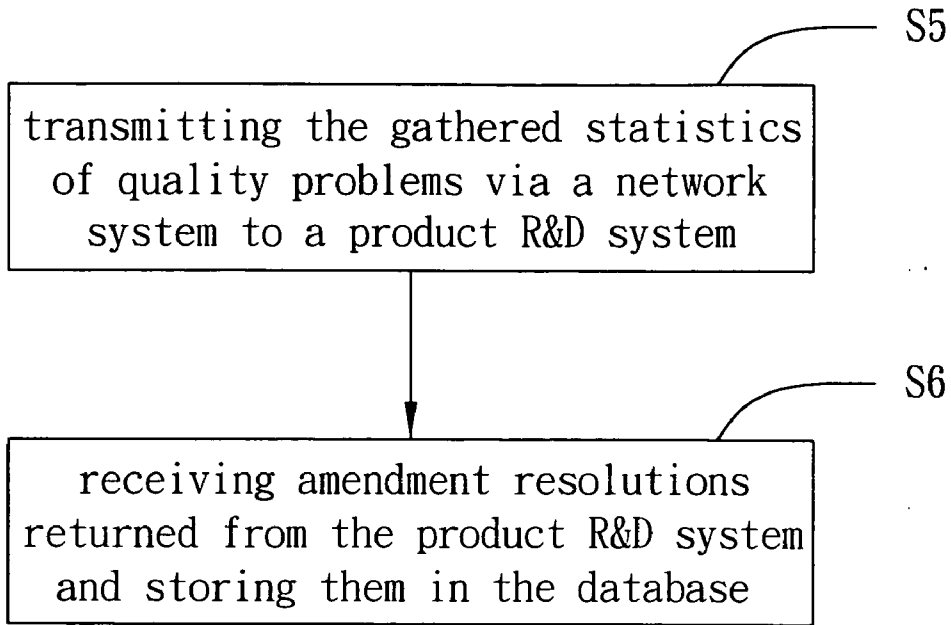 S5
transmitting the gathered statistics
of quality problems via a network
system to a product R&D system
S6
receiving amendment resolutions
returned from the product R&D system
and storing them in the database